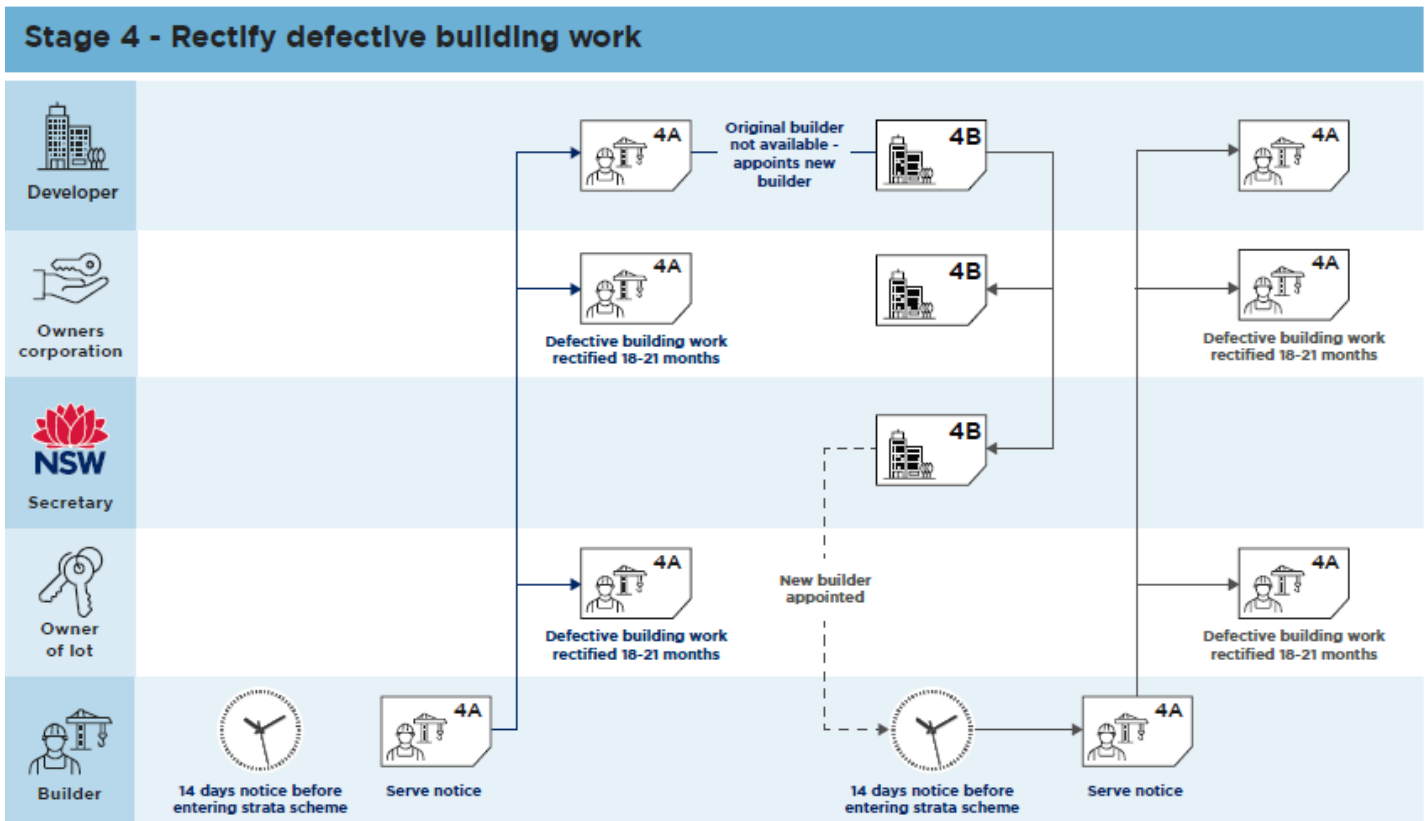 Stage 4 - Rectify defective building work
Developer
4A
Original builder
not available -
appoints new
builder
4B
4A
Owners
corporation
4A
Defective building work
rectified 18-21 months
4B
4A
Defective building work
rectified 18-21 months
NSW
Secretary
4B
Owner
of lot
4A
Defective building work
rectified 18-21 months
New builder
appointed
4A
Defective building work
rectified 18-21 months
Builder
14 days notice before
entering strata scheme
4A
Serve notice
14 days notice before
entering strata scheme
4A
Serve notice